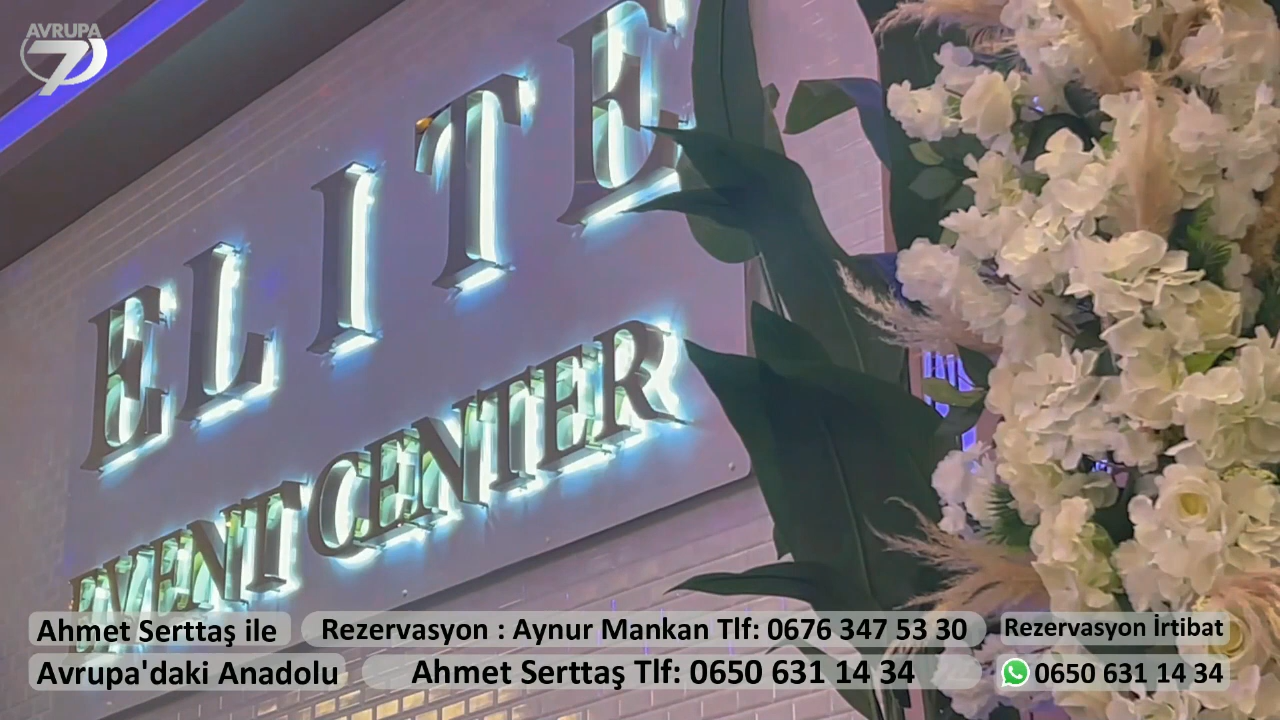 AVRUPA
7
ELITE
EVENT CENTER
Ahmet Serttaş ile
Avrupa'daki Anadolu
Rezervasyon : Aynur Mankan Tlf: 0676 347 53 30
Ahmet Serttaş Tlf: 0650 631 14 34
Rezervasyon İrtibat
0650 631 14 34